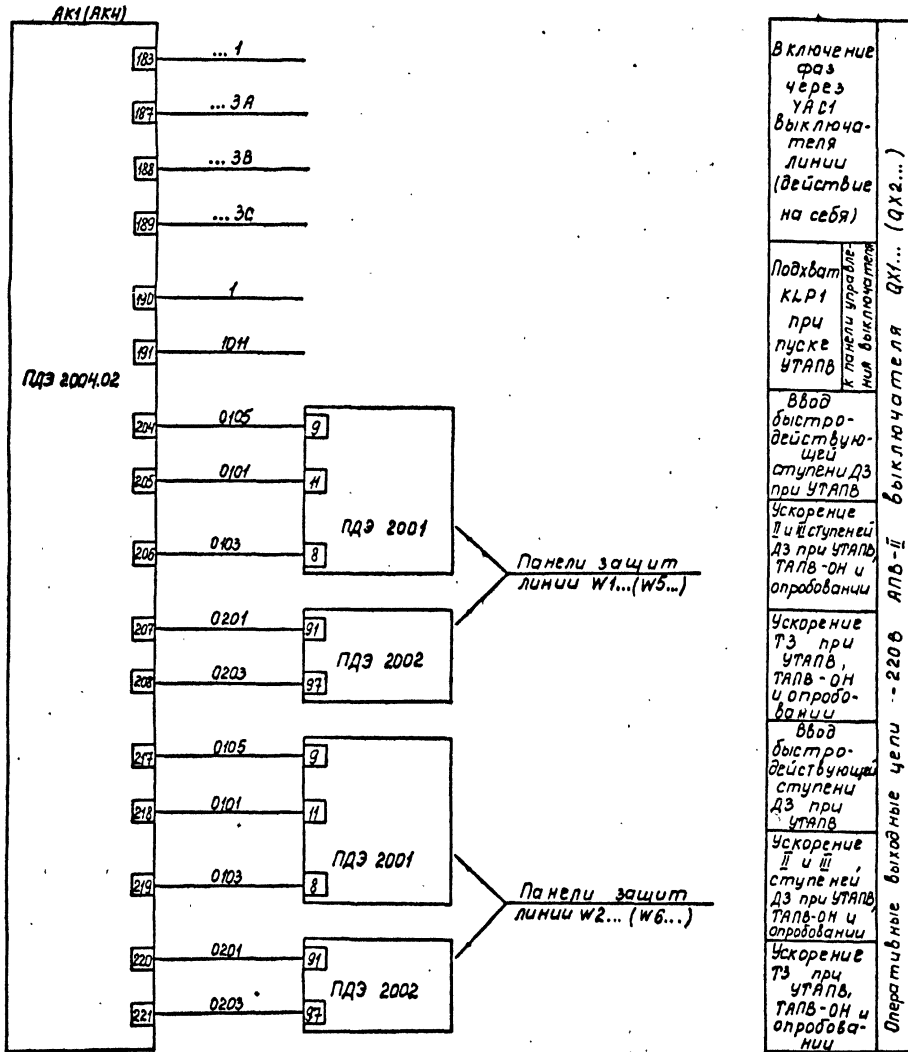 АК1(АК4)
183 ...1
187 ...3А
188 ...3В
189 ...3С
190 1
191 1011
ПДЭ 2004.02
204 0105 9
205 0101 11
ПДЭ 2001
206 0103 8
Панели защит
линии W1...(W5...)
207 0201 91
ПДЭ 2002
208 0203 97
217 0105 9
218 0101 11
ПДЭ 2001
219 0103 8
Панели защит
линии W2...(W6...)
220 0201 91
ПДЭ 2002
221 0203 97
Включение
фаз
через
YAC1
выключа-
теля
линии
(действие
на себя)
Подхват
KLP1
при
пуске
УТАПВ
к панели управле-
ния выключателя
Ввод
быстро-
действую-
щей
ступени ДЗ
при УТАПВ
Ускорение
II и III ступеней
ДЗ при УТАПВ,
ТАПВ-ОН и
опробовании
Ускорение
ТЗ при
УТАПВ,
ТАПВ-ОН
и опробо-
вании
Ввод
быстро-
действующей
ступени
ДЗ при
УТАПВ
Ускорение
II и III
ступеней
ДЗ при УТАПВ,
ТАПВ-ОН и
опробовании
Ускорение
ТЗ при
УТАПВ,
ТАПВ-ОН и
опробова-
нии
Оперативные выходные цепи -220В АПВ-II выключателя QX1... (QX2...)